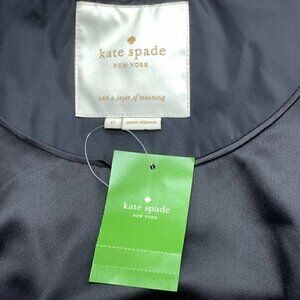 kate spade
NEW YORK
add a layer of meaning
kate spade
NEW YORK